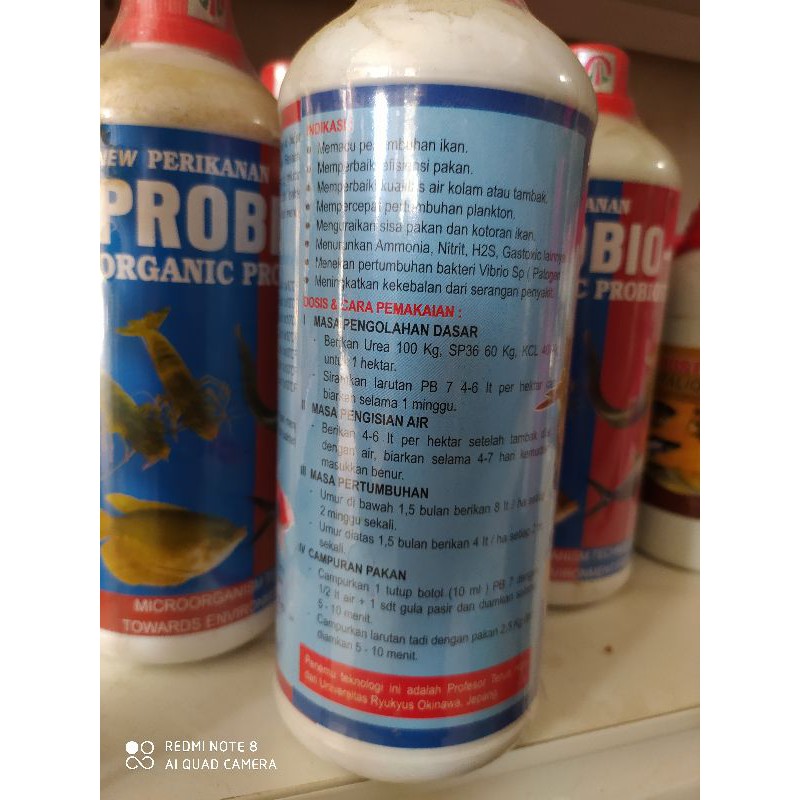 NEW PERIKANAN
PROBI
ORGANIC PRO
MICROORGANISM
TOWARDS ENVIRO
INDIKASI
Memacu pertumbuhan ikan.
Memperbaiki efisiensi pakan.
Memperbaiki kualitas air kolam atau tambak.
Mempercepat pertumbuhan plankton.
Menguraikan sisa pakan dan kotoran ikan.
Menurunkan Ammonia, Nitrit, H2S, Gastoxic lainnya
Menekan pertumbuhan bakteri Vibrio Sp ( Patogen
Meningkatkan kekebalan dari serangan penyakit.
DOSIS & CARA PEMAKAIAN :
I MASA PENGOLAHAN DASAR
- Berikan Urea 100 Kg, SP36 60 Kg, KCL 40
untuk 1 hektar.
- Siramkan larutan PB 7 4-6 lt per hektar
biarkan selama 1 minggu.
II MASA PENGISIAN AIR
- Berikan 4-6 lt per hektar setelah tambak
dengan air, biarkan selama 4-7 hari
masukkan benur.
III MASA PERTUMBUHAN
- Umur di bawah 1,5 bulan berikan 8 lt / ha setiap
2 minggu sekali.
- Umur diatas 1,5 bulan berikan 4 lt / ha setiap
sekali.
IV CAMPURAN PAKAN
- Campurkan 1 tutup botol (10 ml ) PB 7 dengan
1/2 lt air + 1 sdt gula pasir dan diamkan
5 - 10 menit.
- Campurkan larutan tadi dengan pakan 2,5 Kg
diamkan 5 - 10 menit.
Penemu teknologi ini adalah Profesor
dari Universitas Ryukyus Okinawa, Jepang.
ANAN
BIO-
C PROBI
REDMI NOTE 8
AI QUAD CAMERA